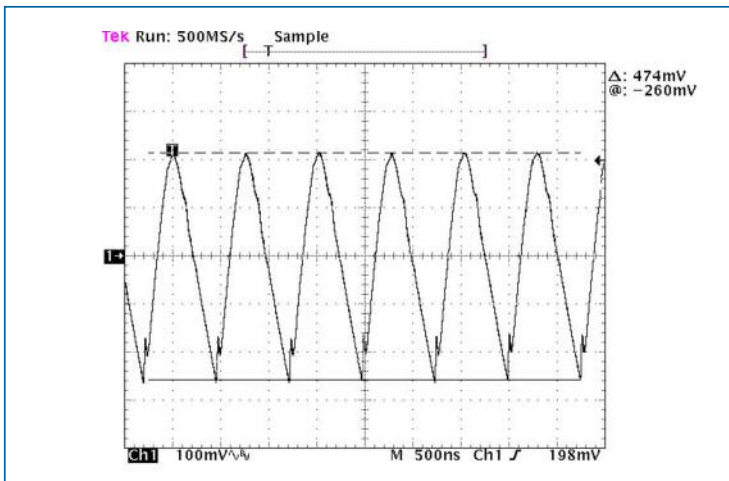 Tek Run: 500MS/s Sample
[ T ]
Δ: 474mV
@: -260mV
T
1→
Ch1 100mV∿ M 500ns Ch1 ƒ 198mV